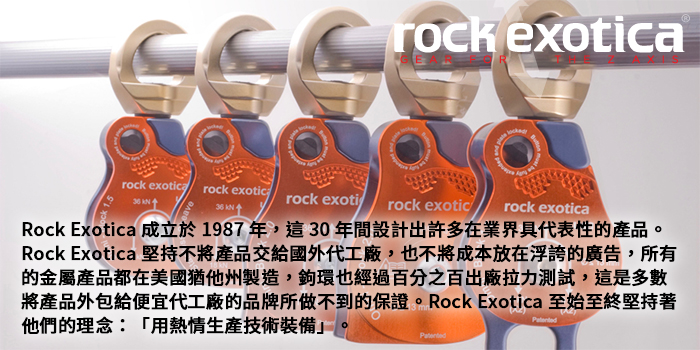 rock exotica®
GEAR FOR THE Z AXIS
rock exotica
rock exotica
rock exotica
rock exotica
rock exotica
36 kN
36 kN
Rock Exotica 成立於 1987 年，這 30 年間設計出許多在業界具代表性的產品。
Rock Exotica 堅持不將產品交給國外代工廠，也不將成本放在浮誇的廣告，所有
的金屬產品都在美國猶他州製造，鉤環也經過百分之百出廠拉力測試，這是多數
將產品外包給便宜代工廠的品牌所做不到的保證。Rock Exotica 至始至終堅持著
他們的理念：「用熱情生產技術裝備」。
Patented
Patented